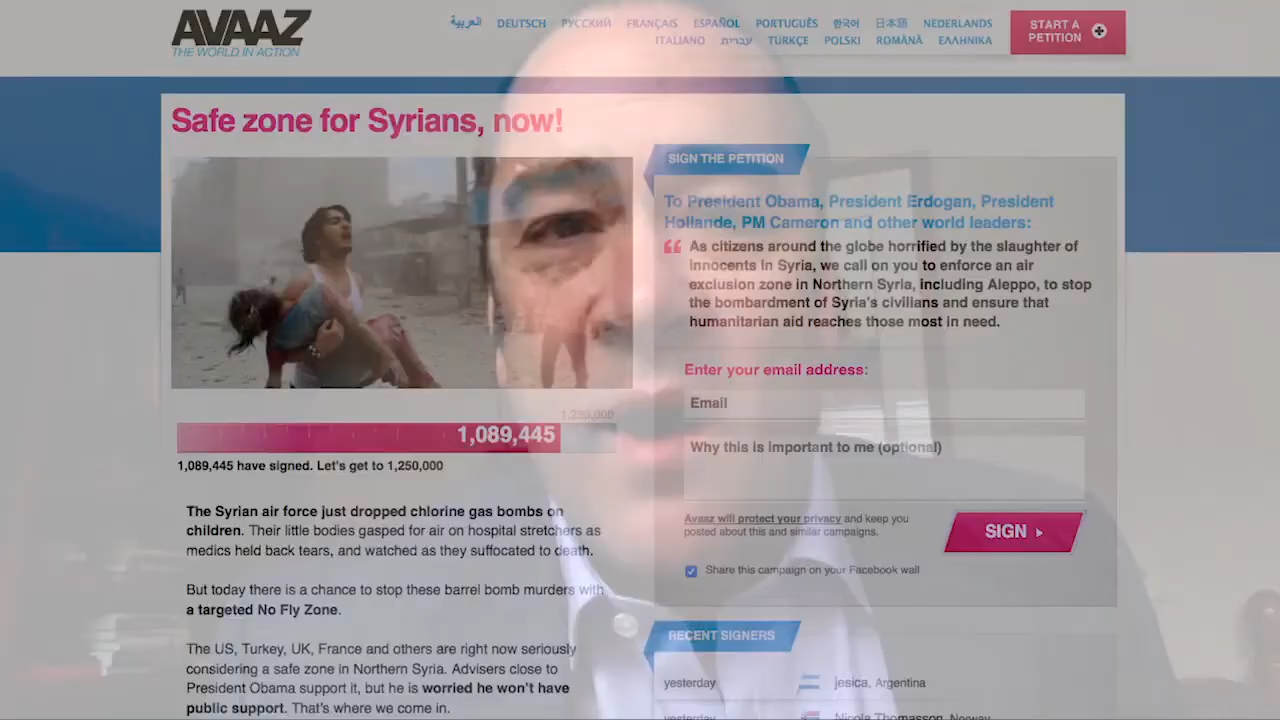 AVAAZ
THE WORLD IN ACTION
العربية DEUTSCH РУССКИЙ FRANÇAIS ESPAÑOL PORTUGUÊS 한국어 日本語 NEDERLANDS
ITALIANO עברית TÜRKÇE POLSKI ROMÂNĂ ΕΛΛΗΝΙΚΑ
START A
PETITION
Safe zone for Syrians, now!
1,250,000
1,089,445
1,089,445 have signed. Let's get to 1,250,000
The Syrian air force just dropped chlorine gas bombs on
children. Their little bodies gasped for air on hospital stretchers as
medics held back tears, and watched as they suffocated to death.
But today there is a chance to stop these barrel bomb murders with
a targeted No Fly Zone.
The US, Turkey, UK, France and others are right now seriously
considering a safe zone in Northern Syria. Advisers close to
President Obama support it, but he is worried he won't have
public support. That's where we come in.
SIGN THE PETITION
To President Obama, President Erdogan, President
Hollande, PM Cameron and other world leaders:
As citizens around the globe horrified by the slaughter of
innocents in Syria, we call on you to enforce an air
exclusion zone in Northern Syria, including Aleppo, to stop
the bombardment of Syria's civilians and ensure that
humanitarian aid reaches those most in need.
Enter your email address:
Email
Why this is important to me (optional)
Avaaz will protect your privacy and keep you
posted about this and similar campaigns.
SIGN
Share this campaign on your Facebook wall
RECENT SIGNERS
yesterday jesica, Argentina
yesterday Nicola Thomasson, Norway